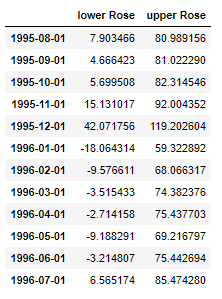 lower Rose upper Rose
1995-08-01 7.903466 80.989156
1995-09-01 4.666423 81.022290
1995-10-01 5.699508 82.314546
1995-11-01 15.131017 92.004352
1995-12-01 42.071756 119.202604
1996-01-01 -18.064314 59.322892
1996-02-01 -9.576611 68.066317
1996-03-01 -3.515433 74.382376
1996-04-01 -2.714158 75.437703
1996-05-01 -9.188291 69.216797
1996-06-01 -3.214807 75.442694
1996-07-01 6.565174 85.474280